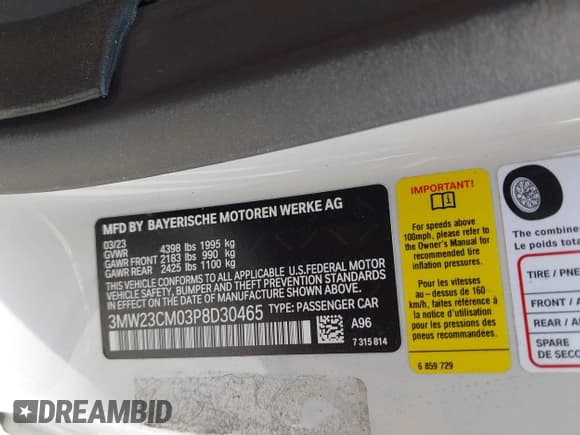 MFD BY BAYERISCHE MOTOREN WERKE AG
03/23
GVWR 4398 lbs 1995 kg
GAWR FRONT 2183 lbs 990 kg
GAWR REAR 2425 lbs 1100 kg
THIS VEHICLE CONFORMS TO ALL APPLICABLE U.S.FEDERAL MOTOR
VEHICLE SAFETY, BUMPER AND THEFT PREVENTION STANDARDS
IN EFFECT ON THE DATE OF MANUFACTURE SHOWN ABOVE.
3MW23CM03P8D30465 TYPE: PASSENGER CAR
A96
7 315 814
IMPORTANT!
For speeds above
100mph, please refer to
the Owner's Manual for
recommended tire
inflation pressures.
Pour les vitesses
au - dessus de 160
km/h, faites référence à
la notice d'utilisation
pour une pression
des pneus recommandées.
6 859 729
The combine
Le poids tota
TIRE / PNE
FRONT / A
REAR / AR
SPARE
DE SECO
DREAMBID